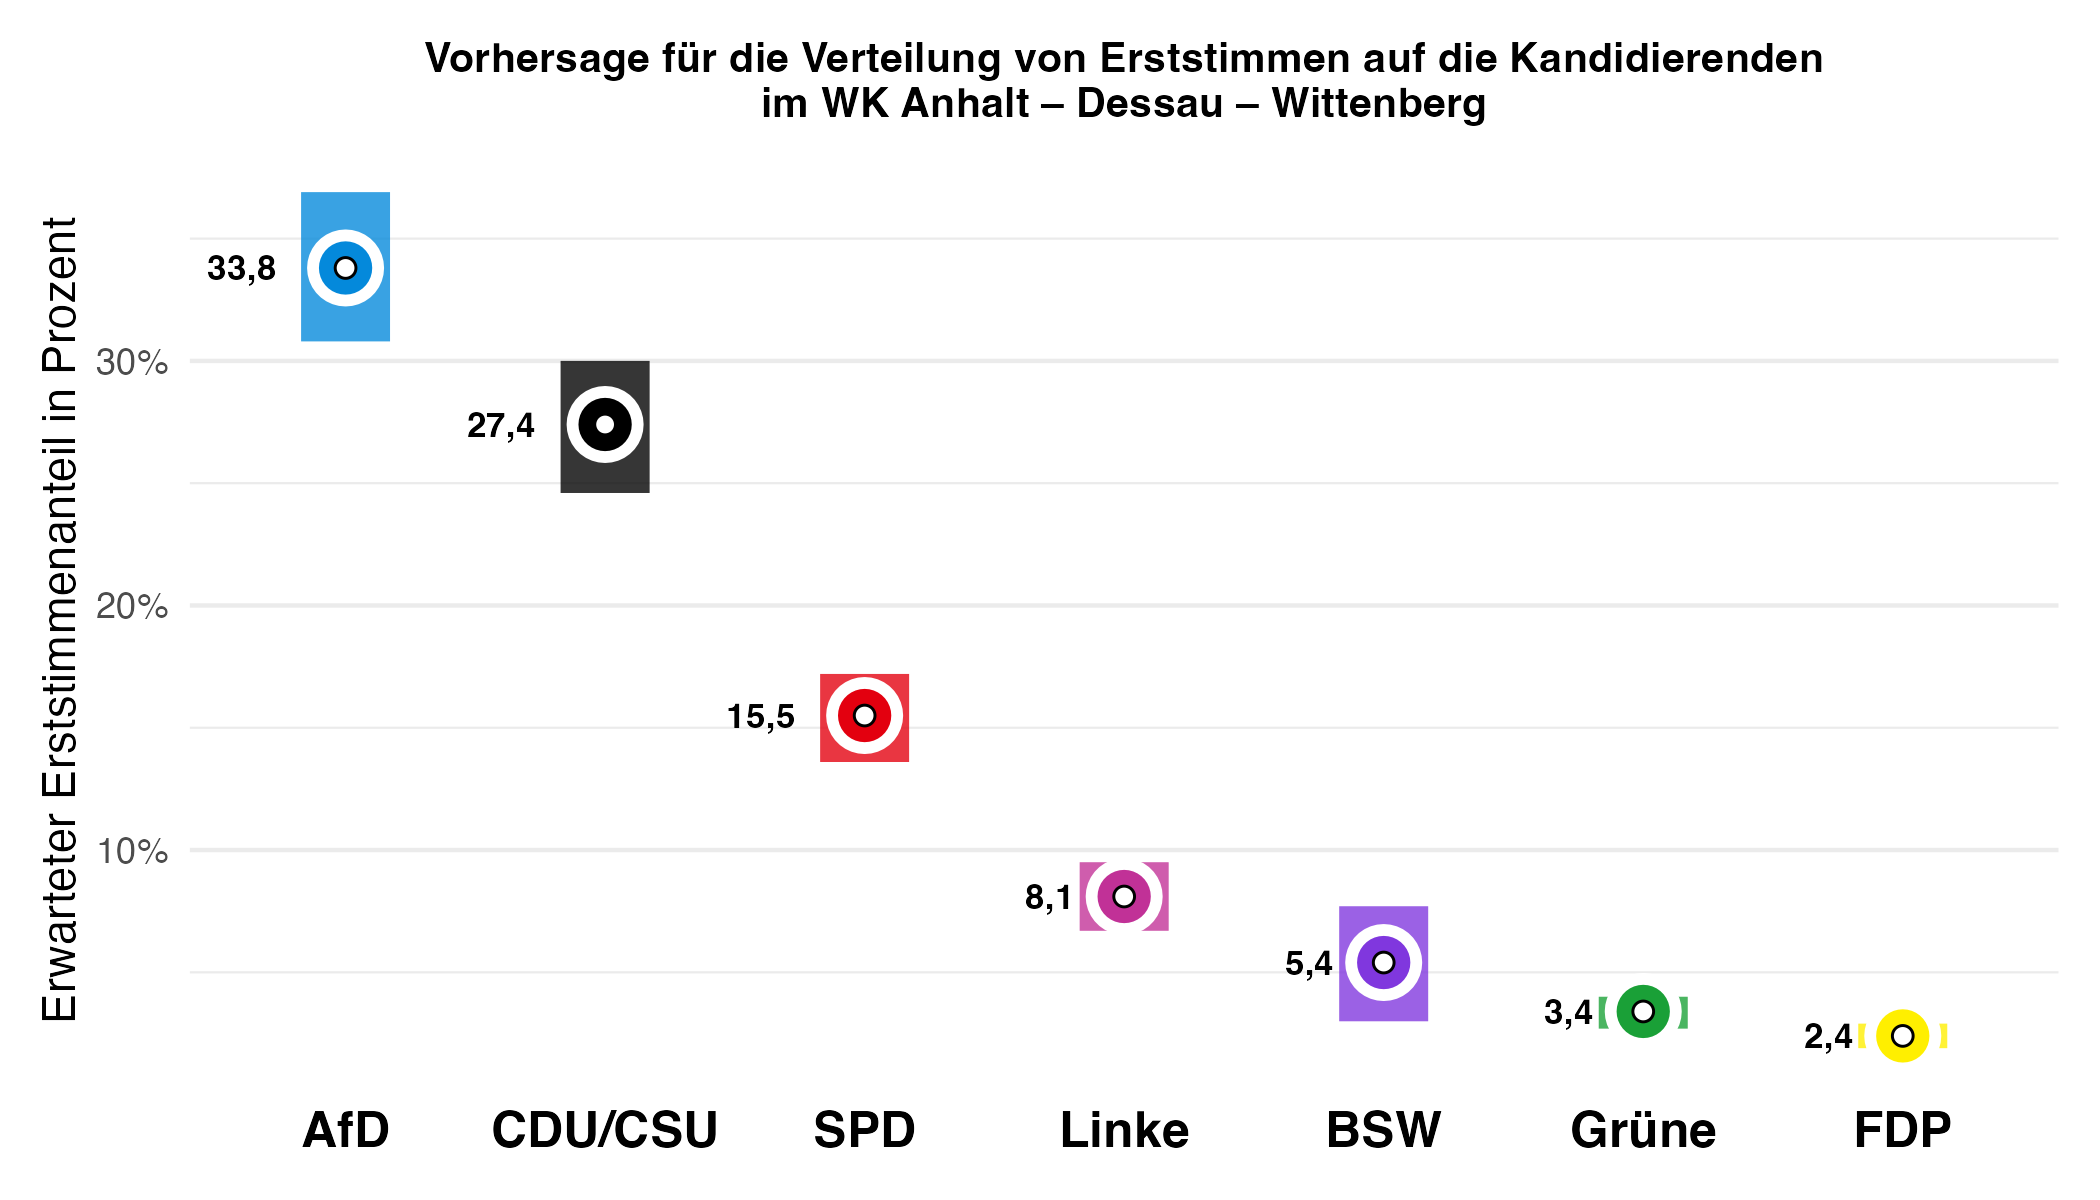 Vorhersage für die Verteilung von Erststimmen auf die Kandidierenden
im WK Anhalt – Dessau – Wittenberg
Erwarteter Erststimmenanteil in Prozent
30%
20%
10%
33,8
27,4
15,5
8,1
5,4
3,4
2,4
AfD
CDU/CSU
SPD
Linke
BSW
Grüne
FDP